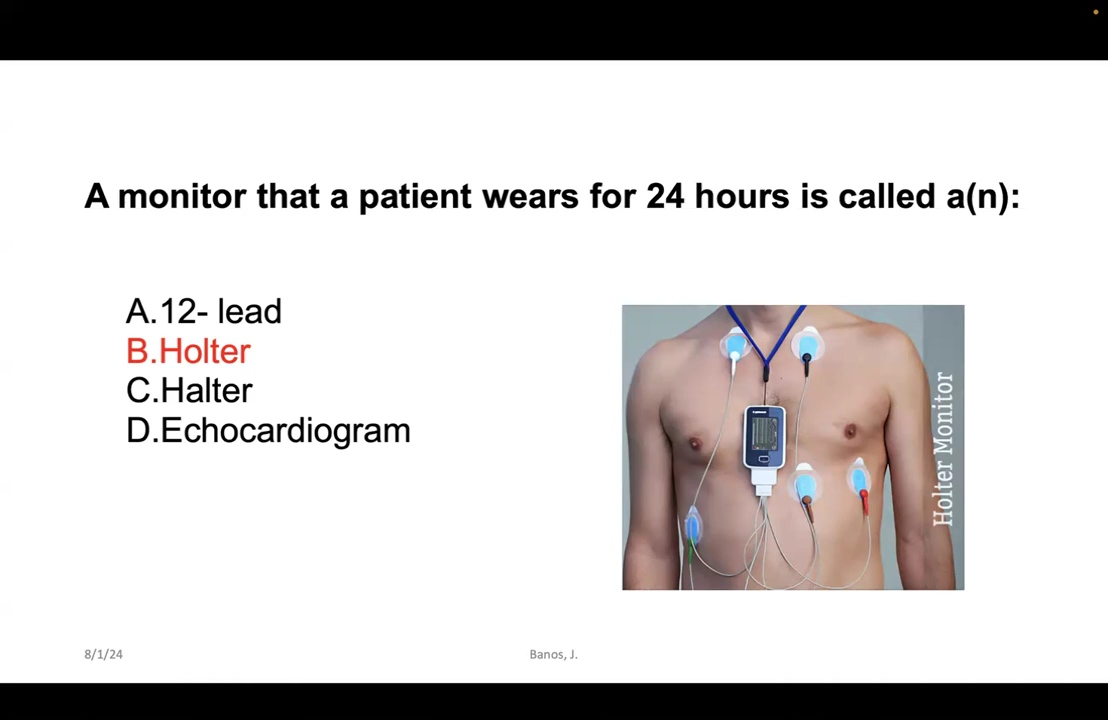 A monitor that a patient wears for 24 hours is called a(n):
A.12- lead
B.Holter
C.Halter
D.Echocardiogram
Holter Monitor
8/1/24
Banos, J.